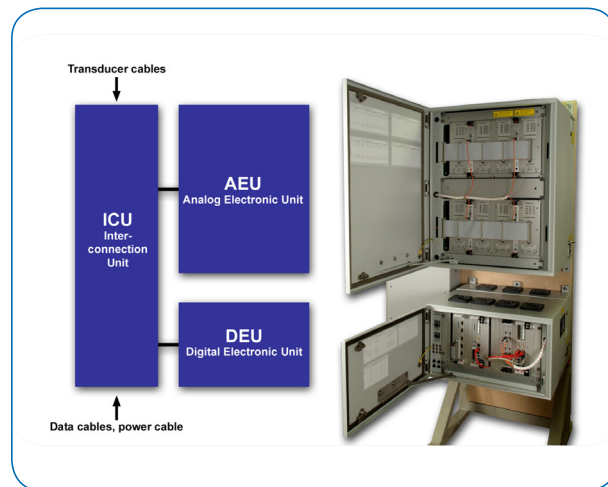 Transducer cables
AEU
Analog Electronic Unit
ICU
Inter-
connection
Unit
DEU
Digital Electronic Unit
Data cables, power cable